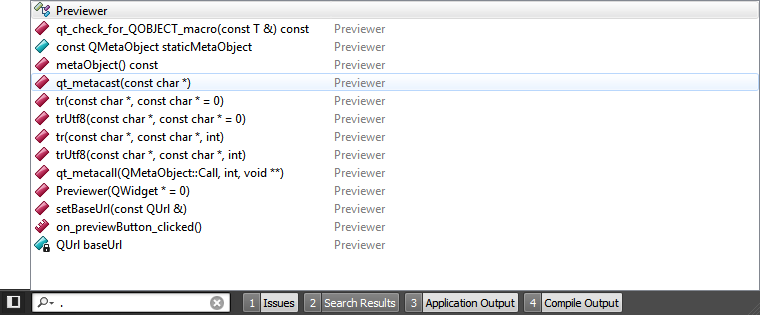 Previewer
qt_check_for_QOBJECT_macro(const T &) const Previewer
const QMetaObject staticMetaObject Previewer
metaObject() const Previewer
qt_metacast(const char *) Previewer
tr(const char *, const char * = 0) Previewer
trUtf8(const char *, const char * = 0) Previewer
tr(const char *, const char *, int) Previewer
trUtf8(const char *, const char *, int) Previewer
qt_metacall(QMetaObject::Call, int, void **) Previewer
Previewer(QWidget * = 0) Previewer
setBaseUrl(const QUrl &) Previewer
on_previewButton_clicked() Previewer
QUrl baseUrl Previewer
. 1 Issues 2 Search Results 3 Application Output 4 Compile Output